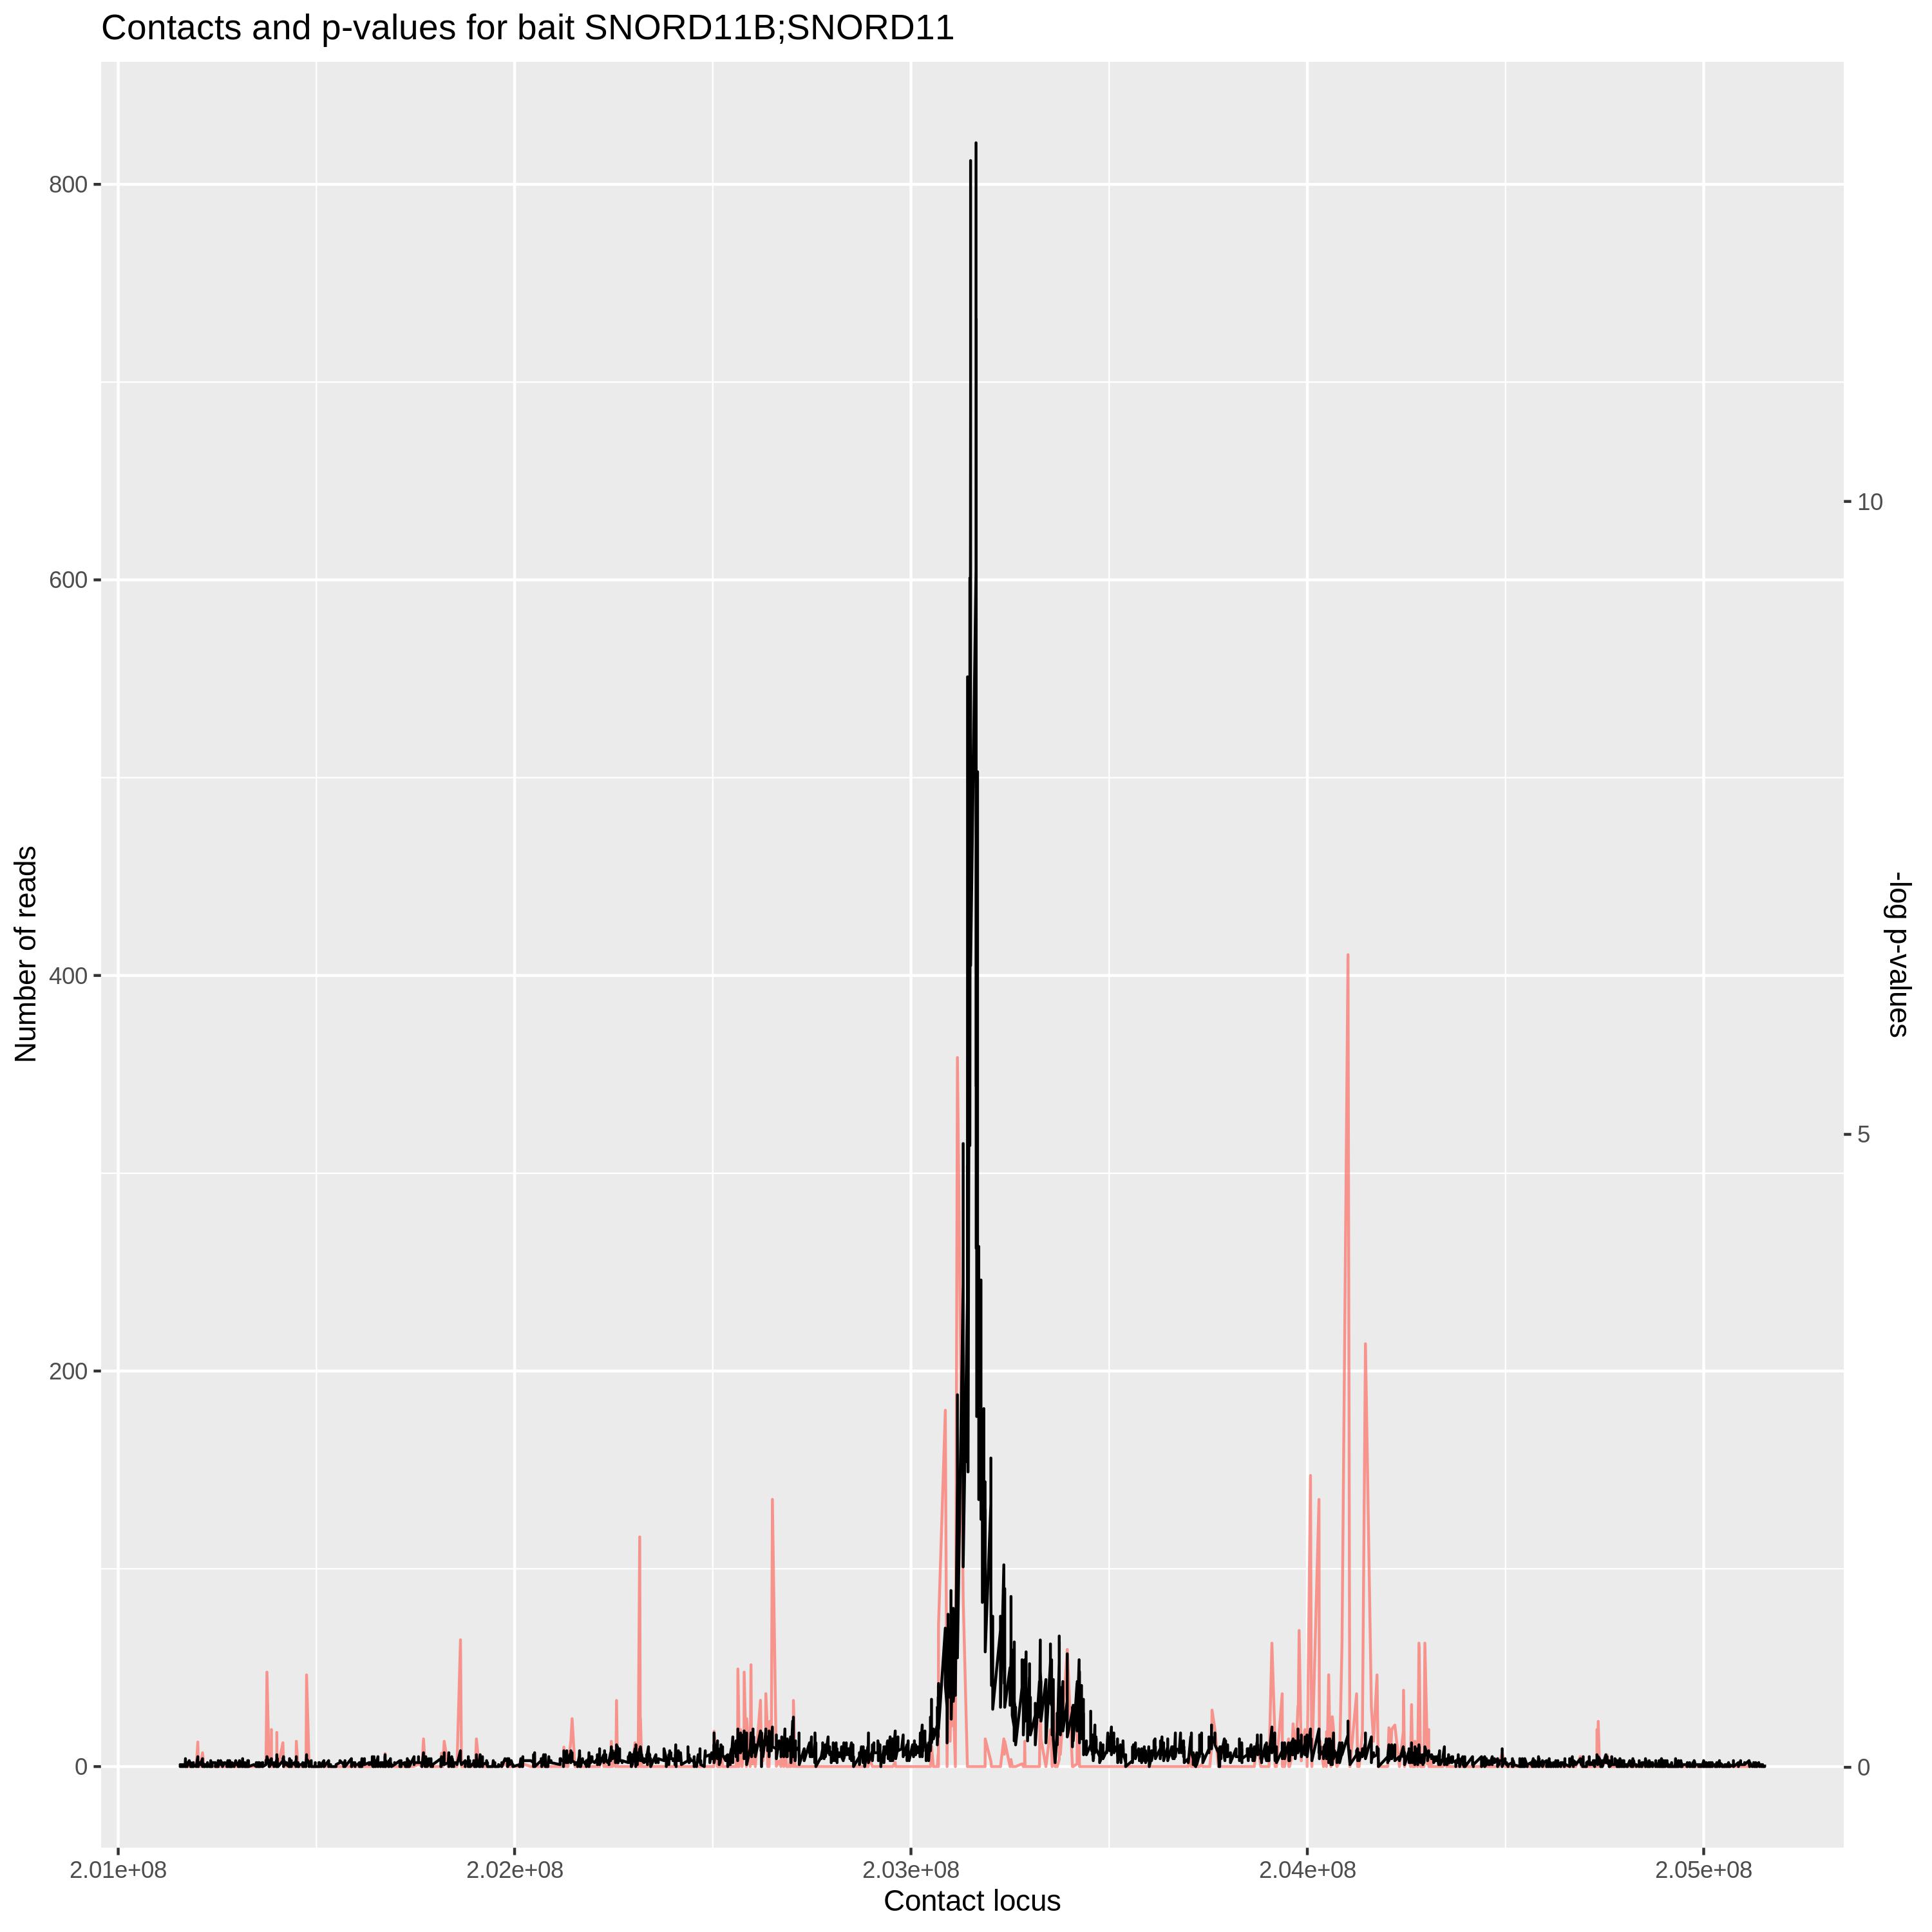 Contacts and p-values for bait SNORD11B;SNORD11
800
600
400
200
0
Number of reads
10
5
0
-log p-values
2.01e+08
2.02e+08
2.03e+08
2.04e+08
2.05e+08
Contact locus